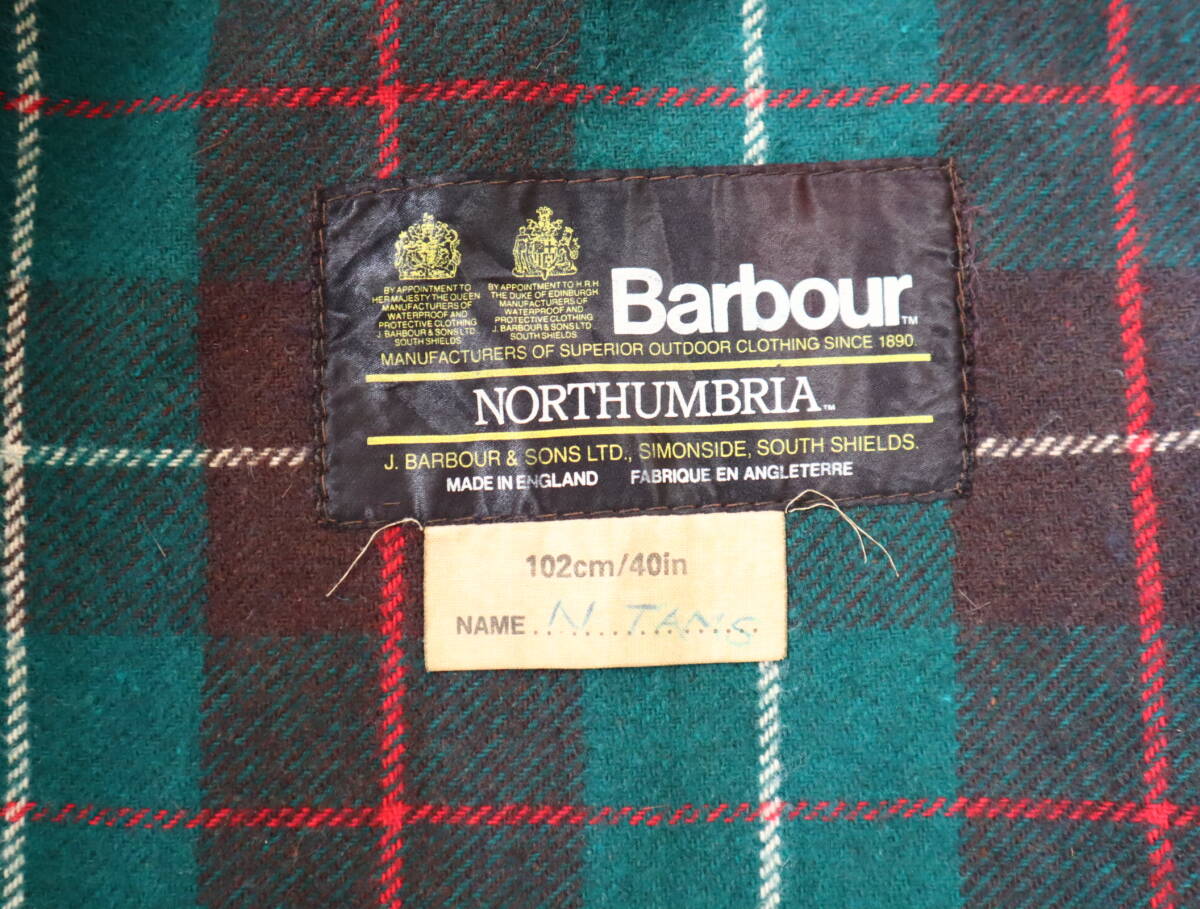 BY APPOINTMENT TO
HER MAJESTY THE QUEEN
MANUFACTURERS OF
WATERPROOF AND
PROTECTIVE CLOTHING
J. BARBOUR & SONS LTD
SOUTH SHIELDS
BY APPOINTMENT TO H.R.H
THE DUKE OF EDINBURGH
MANUFACTURERS OF
WATERPROOF AND
PROTECTIVE CLOTHING
J. BARBOUR & SONS LTD.
SOUTH SHIELDS
Barbour™
MANUFACTURERS OF SUPERIOR OUTDOOR CLOTHING SINCE 1890.
NORTHUMBRIA™
J. BARBOUR & SONS LTD., SIMONSIDE, SOUTH SHIELDS.
MADE IN ENGLAND FABRIQUE EN ANGLETERRE
102cm/40in
NAME N TAMS